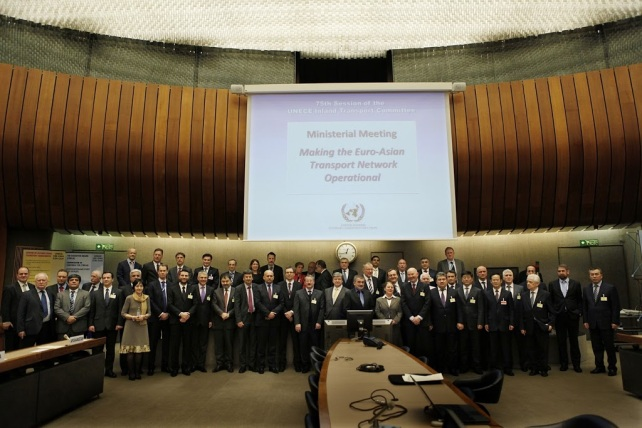 75th Session of the
UNECE Inland Transport Committee
Ministerial Meeting
Making the Euro-Asian
Transport Network
Operational